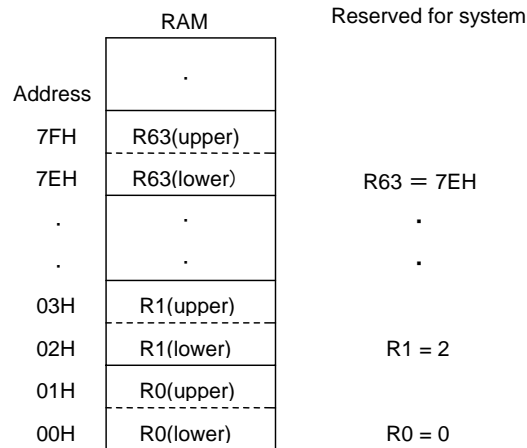 RAM Reserved for system
.
Address
7FH R63(upper)
7EH R63(lower） R63 ＝ 7EH
. . .
. . .
03H R1(upper)
02H R1(lower) R1 = 2
01H R0(upper)
00H R0(lower) R0 = 0